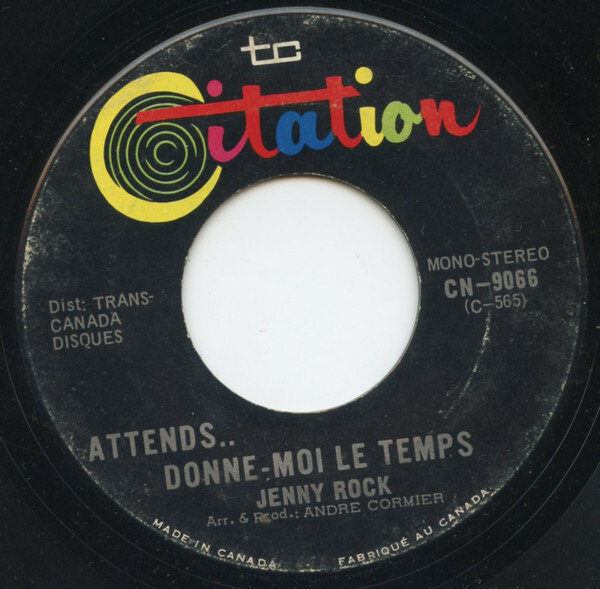 tc
Citation
MONO-STEREO
CN-9066
(C-565)
Dist: TRANS-
CANADA
DISQUES
ATTENDS..
DONNE-MOI LE TEMPS
JENNY ROCK
Arr. & Prod.: ANDRE CORMIER
MADE IN CANADA
FABRIQUÉ AU CANADA